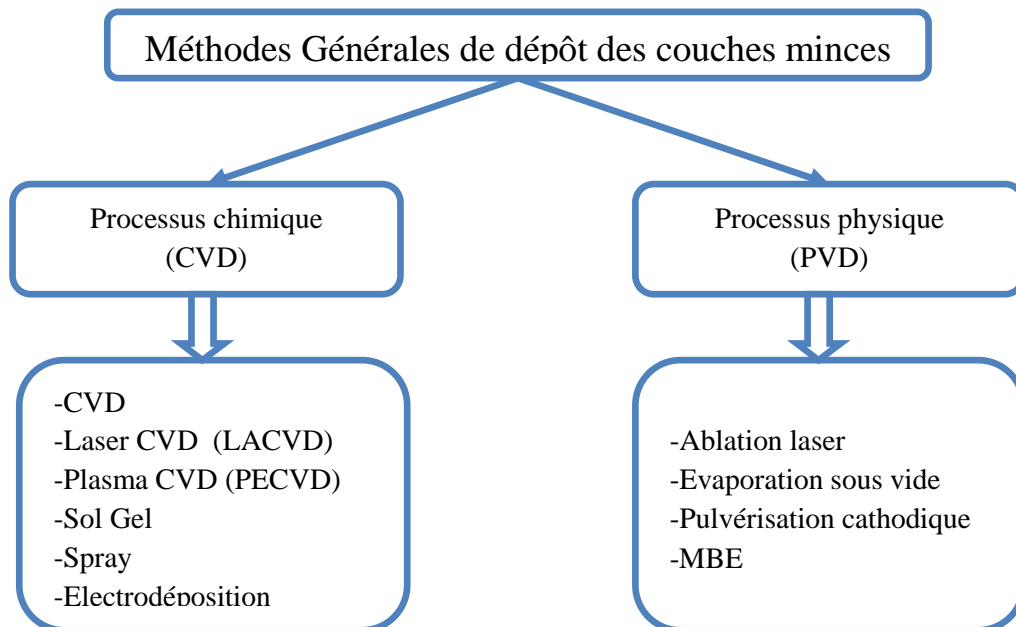 Méthodes Générales de dépôt des couches minces
Processus chimique
(CVD)
Processus physique
(PVD)
-CVD
-Laser CVD (LACVD)
-Plasma CVD (PECVD)
-Sol Gel
-Spray
-Electrodéposition
-Ablation laser
-Evaporation sous vide
-Pulvérisation cathodique
-MBE